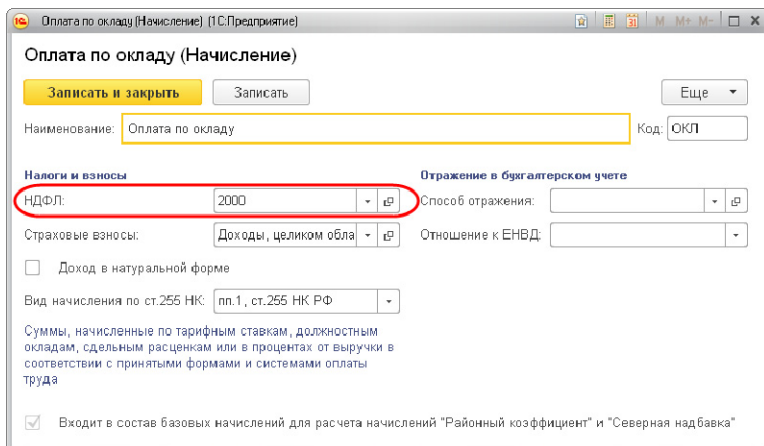 Оплата по окладу (Начисление) (1С:Предприятие)
M M+ M-
Оплата по окладу (Начисление)
Записать и закрыть Записать Еще
Наименование: Оплата по окладу Код: ОКЛ
Налоги и взносы Отражение в бухгалтерском учете
НДФЛ: 2000 Способ отражения:
Страховые взносы: Доходы, целиком обла Отношение к ЕНВД:
Доход в натуральной форме
Вид начисления по ст.255 НК: пп.1, ст.255 НК РФ
Суммы, начисленные по тарифным ставкам, должностным
окладам, сдельным расценкам или в процентах от выручки в
соответствии с принятыми формами и системами оплаты
труда
Входит в состав базовых начислений для расчета начислений "Районный коэффициент" и "Северная надбавка"